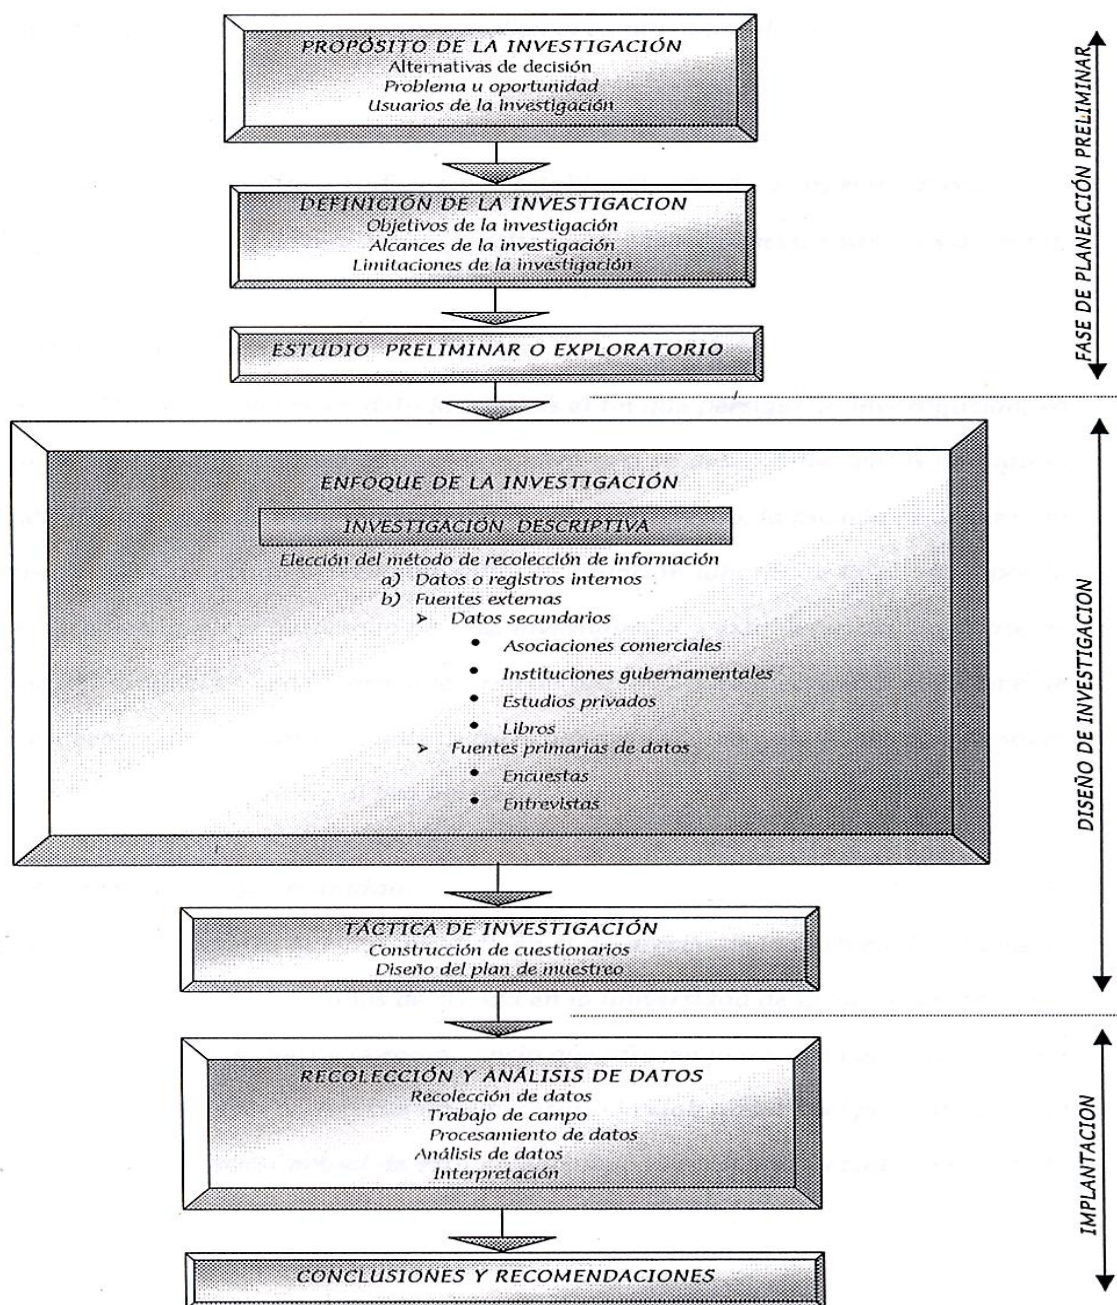 PROPÓSITO DE LA INVESTIGACIÓN
Alternativas de decisión
Problema u oportunidad
Usuarios de la investigación
DEFINICIÓN DE LA INVESTIGACION
Objetivos de la investigación
Alcances de la investigación
Limitaciones de la investigación
ESTUDIO PRELIMINAR O EXPLORATORIO
FASE DE PLANEACIÓN PRELIMINAR
ENFOQUE DE LA INVESTIGACIÓN
INVESTIGACIÓN DESCRIPTIVA
Elección del método de recolección de información
a) Datos o registros internos
b) Fuentes externas
➤ Datos secundarios
• Asociaciones comerciales
• Instituciones gubernamentales
• Estudios privados
• Libros
➤ Fuentes primarias de datos
• Encuestas
• Entrevistas
TÁCTICA DE INVESTIGACIÓN
Construcción de cuestionarios
Diseño del plan de muestreo
DISEÑO DE INVESTIGACION
RECOLECCIÓN Y ANÁLISIS DE DATOS
Recolección de datos
Trabajo de campo
Procesamiento de datos
Análisis de datos
Interpretación
CONCLUSIONES Y RECOMENDACIONES
IMPLANTACION